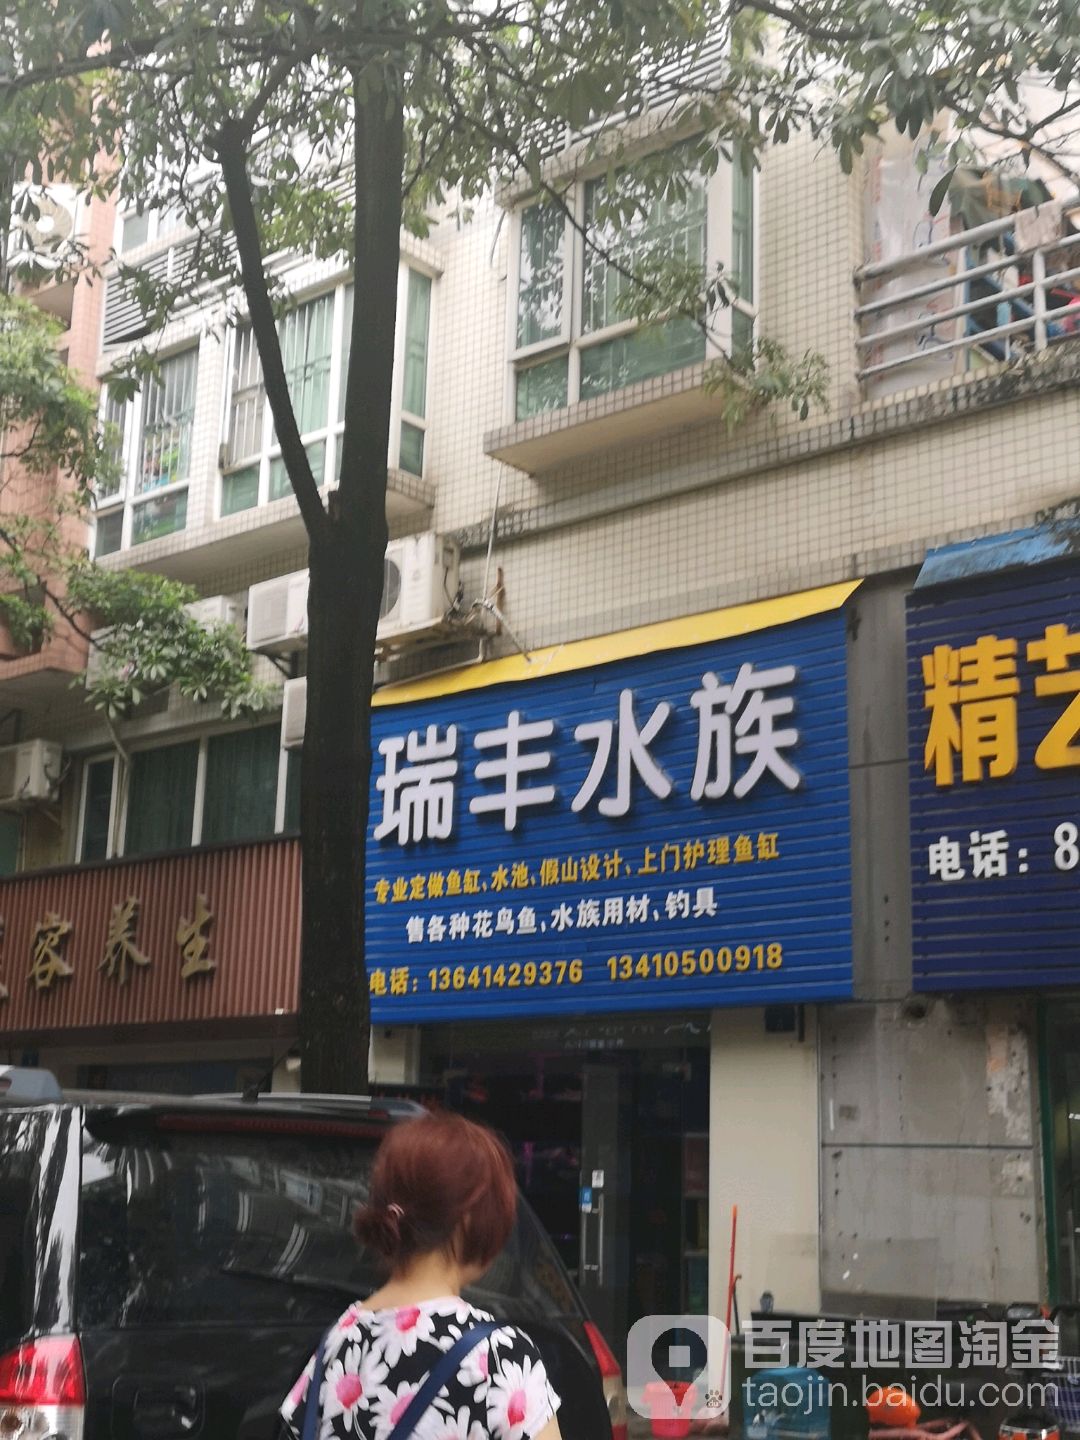 瑞丰水族
专业定做鱼缸、水池、假山设计、上门护理鱼缸
售各种花鸟鱼、水族用材、钓具
电话：13641429376 13410500918
精艺
电话：8
容养生
百度地图淘金
taojin.baidu.com